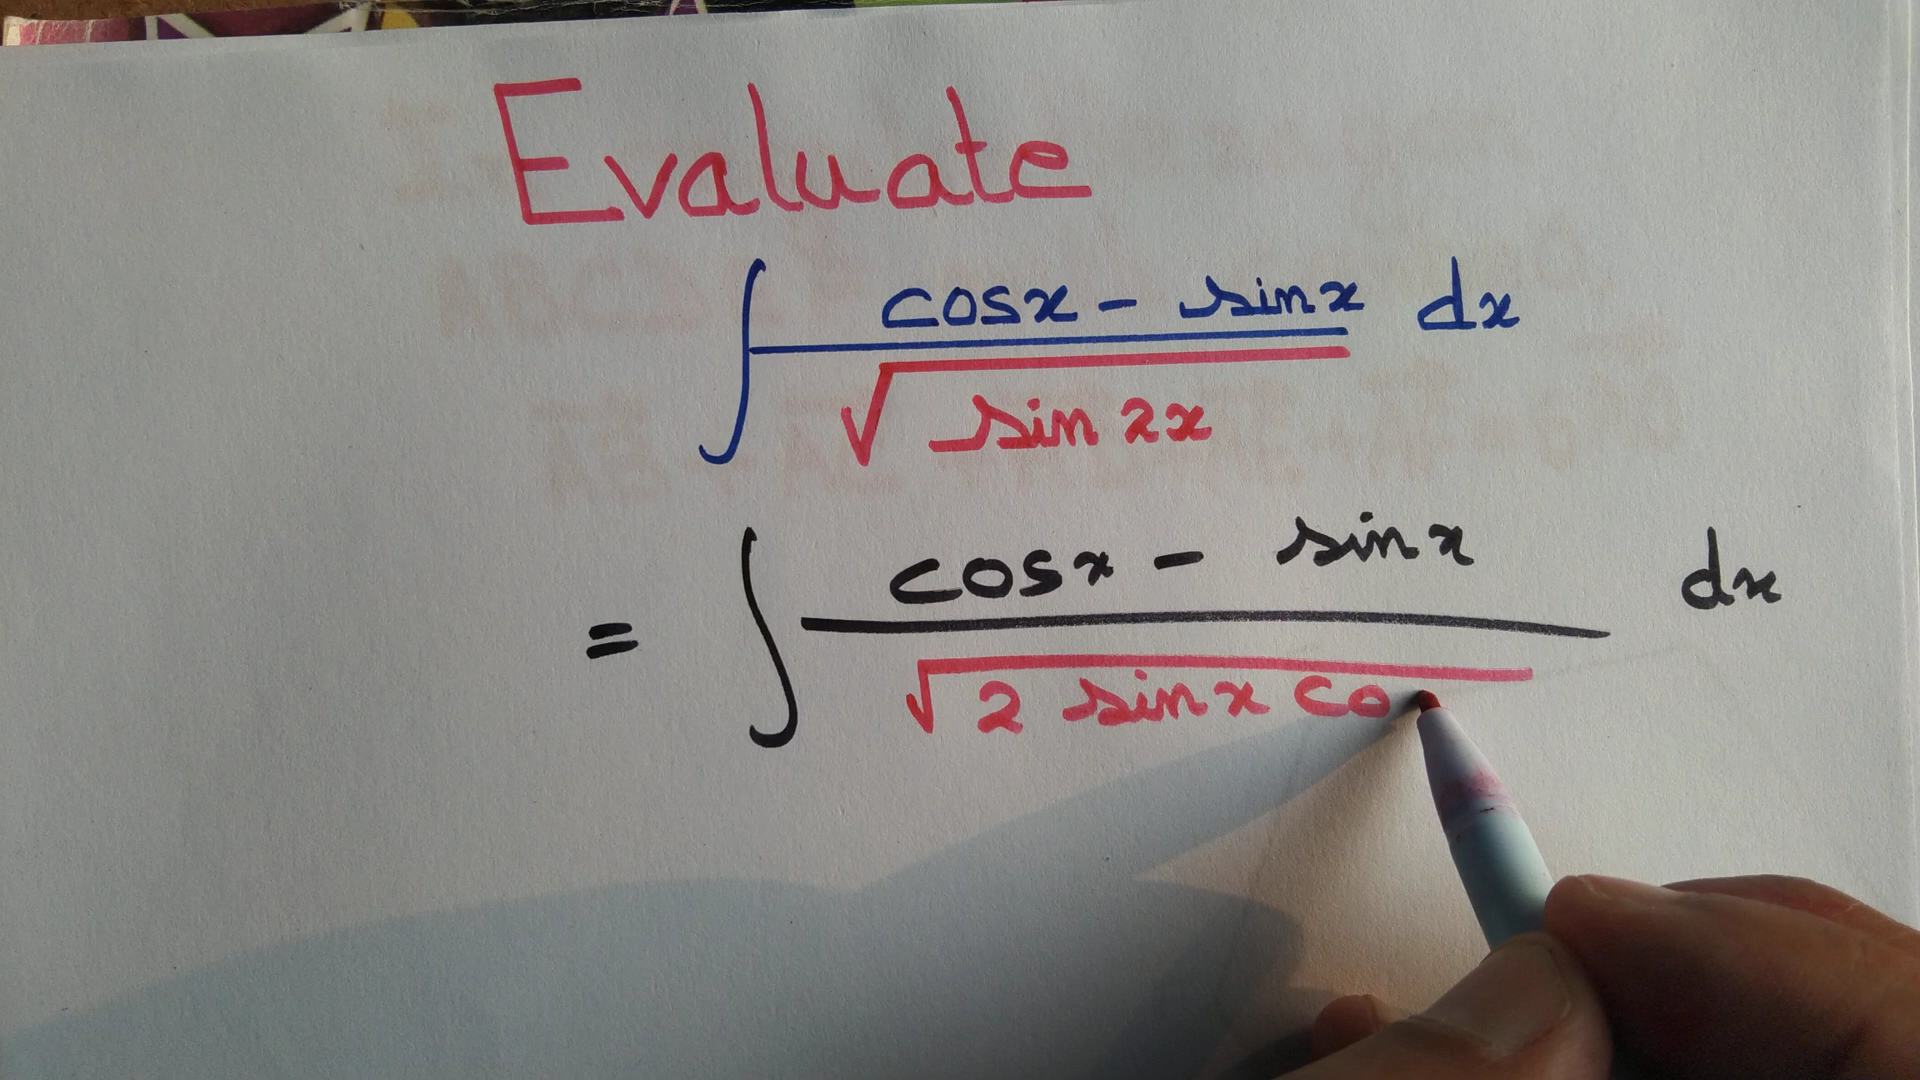 Evaluate
∫ (cosx - sinx)/√(sin 2x) dx
= ∫ (cosx - sinx)/√(2 sinx co) dx